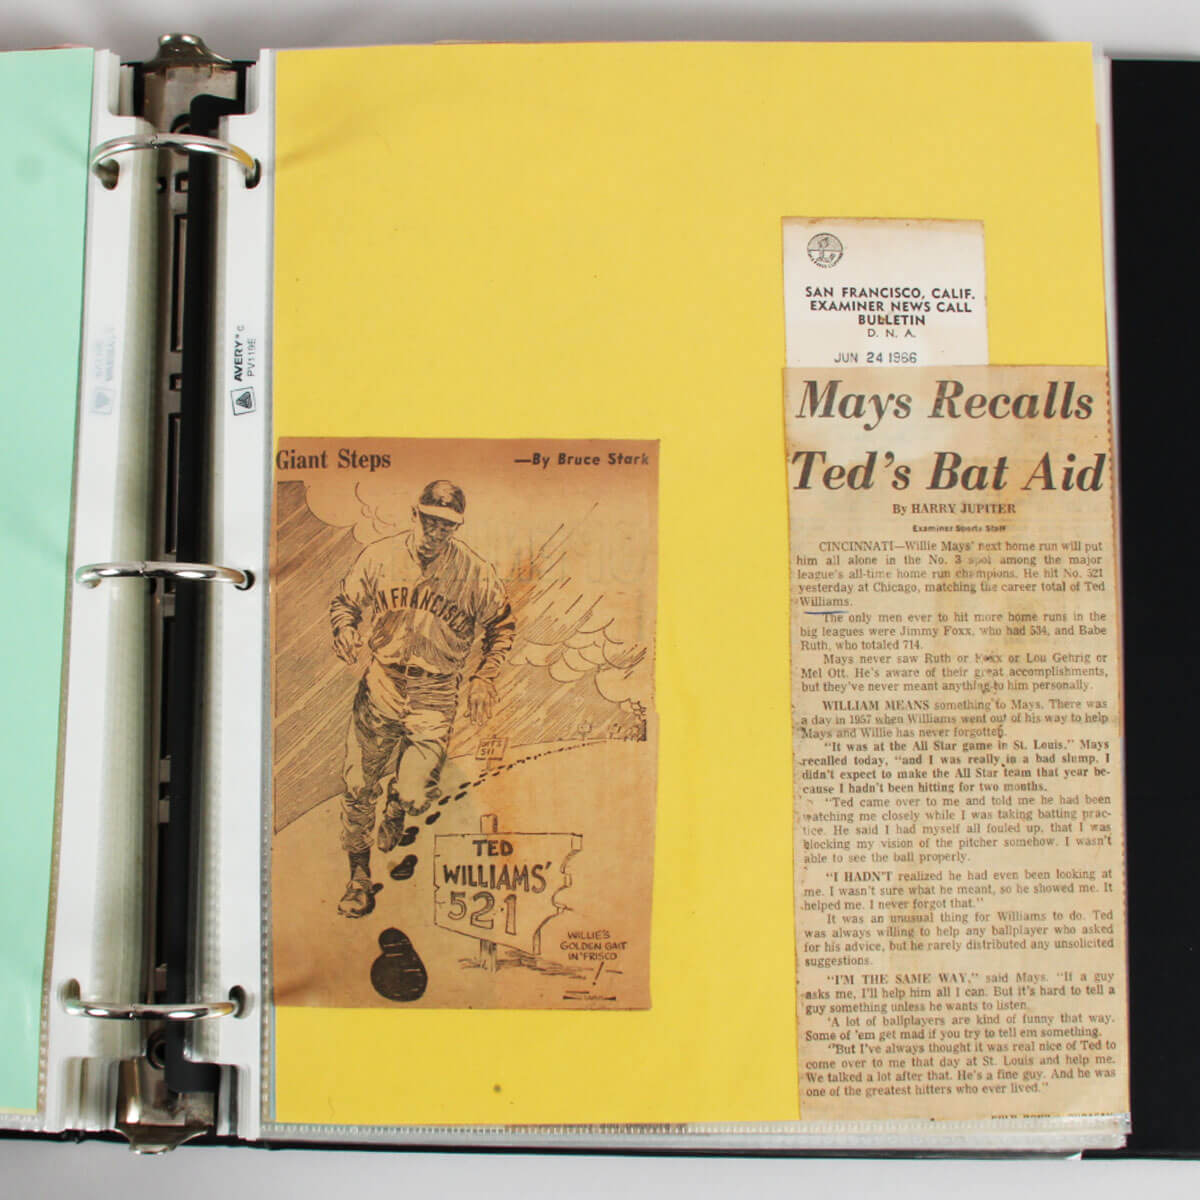 AVERY® C
PV119E
Giant Steps
—By Bruce Stark
SAN FRANCISCO
TED
WILLIAMS'
521
WILLIE'S
GOLDEN GAIT
IN 'FRISCO
SAN FRANCISCO, CALIF.
EXAMINER NEWS CALL
BULLETIN
D. N. A.
JUN 24 1966
Mays Recalls
Ted's Bat Aid
By HARRY JUPITER
Examiner Sports Staff
CINCINNATI—Willie Mays' next home run will put
him all alone in the No. 3 spot among the major
league's all-time home run champions. He hit No. 521
yesterday at Chicago, matching the career total of Ted
Williams.
The only men ever to hit more home runs in the
big leagues were Jimmy Foxx, who had 534, and Babe
Ruth, who totaled 714.
Mays never saw Ruth or Foxx or Lou Gehrig or
Mel Ott. He's aware of their great accomplishments,
but they've never meant anything to him personally.
WILLIAM MEANS something to Mays. There was
a day in 1957 when Williams went out of his way to help
Mays and Willie has never forgotten.
"It was at the All Star game in St. Louis." Mays
recalled today, "and I was really in a bad slump. I
didn't expect to make the All Star team that year be-
cause I hadn't been hitting for two months.
"Ted came over to me and told me he had been
watching me closely while I was taking batting prac-
tice. He said I had myself all fouled up, that I was
blocking my vision of the pitcher somehow. I wasn't
able to see the ball properly.
"I HADN'T realized he had even been looking at
me. I wasn't sure what he meant, so he showed me. It
helped me. I never forgot that."
It was an unusual thing for Williams to do. Ted
was always willing to help any ballplayer who asked
for his advice, but he rarely distributed any unsolicited
suggestions.
"I'M THE SAME WAY," said Mays. "If a guy
asks me, I'll help him all I can. But it's hard to tell a
guy something unless he wants to listen.
'A lot of ballplayers are kind of funny that way.
Some of 'em get mad if you try to tell em something.
"But I've always thought it was real nice of Ted to
come over to me that day at St. Louis and help me.
We talked a lot after that. He's a fine guy. And he was
one of the greatest hitters who ever lived."